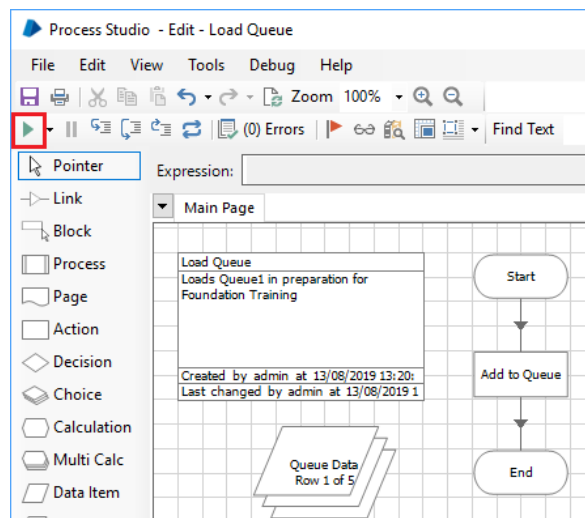 Process Studio - Edit - Load Queue
File Edit View Tools Debug Help
Zoom 100%
(0) Errors Find Text
Pointer
Expression:
Link
Main Page
Block
Process
Load Queue
Loads Queue1 in preparation for
Foundation Training
Start
Page
Action
Decision
Add to Queue
Created by admin at 13/08/2019 13:20:
Last changed by admin at 13/08/2019 1
Choice
Calculation
Multi Calc
Queue Data
Row 1 of 5
End
Data Item